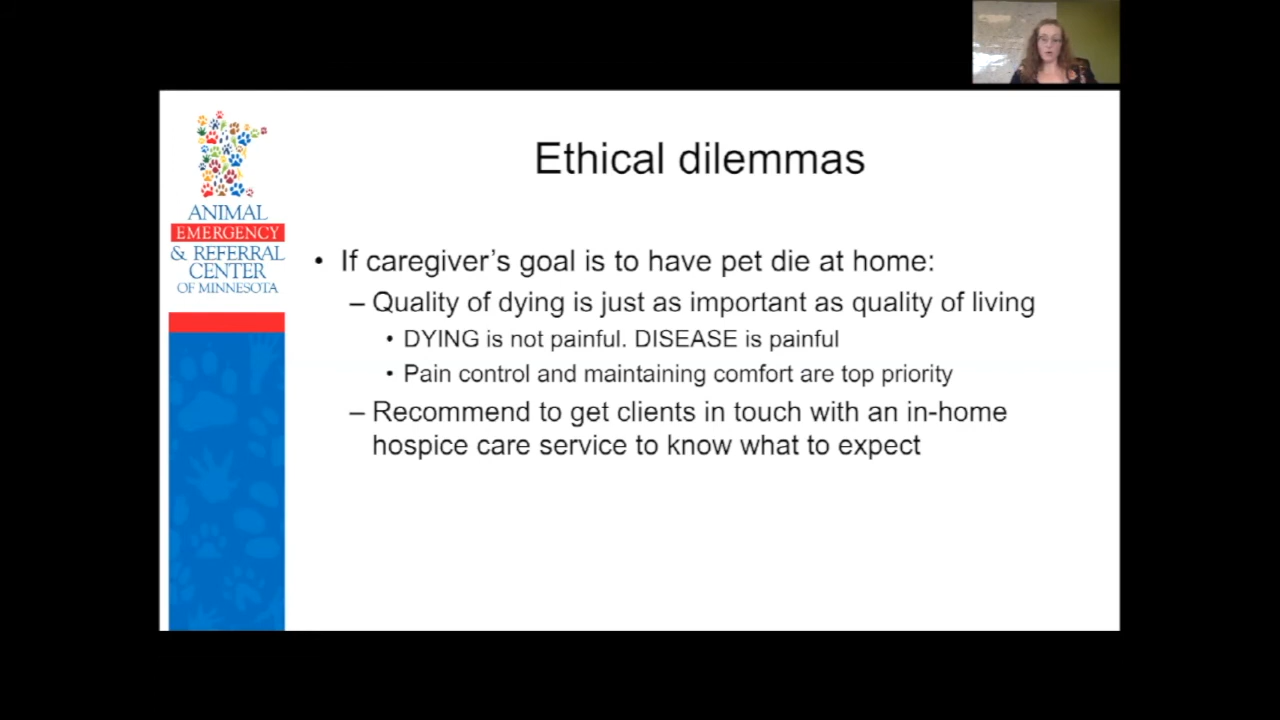 Ethical dilemmas
ANIMAL
EMERGENCY
& REFERRAL
CENTER
OF MINNESOTA
• If caregiver's goal is to have pet die at home:
– Quality of dying is just as important as quality of living
• DYING is not painful. DISEASE is painful
• Pain control and maintaining comfort are top priority
– Recommend to get clients in touch with an in-home
hospice care service to know what to expect